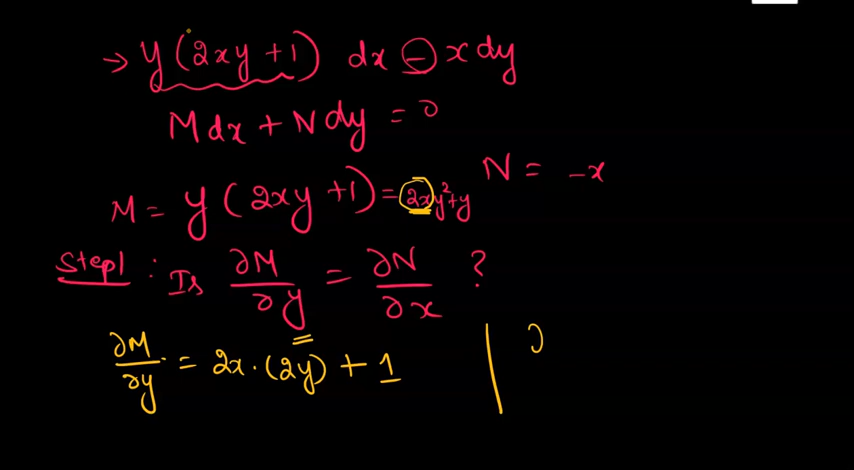 → y (2xy + 1) dx ⊖ x dy
M dx + N dy = 0
M = y (2xy + 1) = 2xy² + y N = -x
Step1 : Is ∂M/∂y = ∂N/∂x ?
∂M/∂y = 2x · (2y) + 1 | ∂